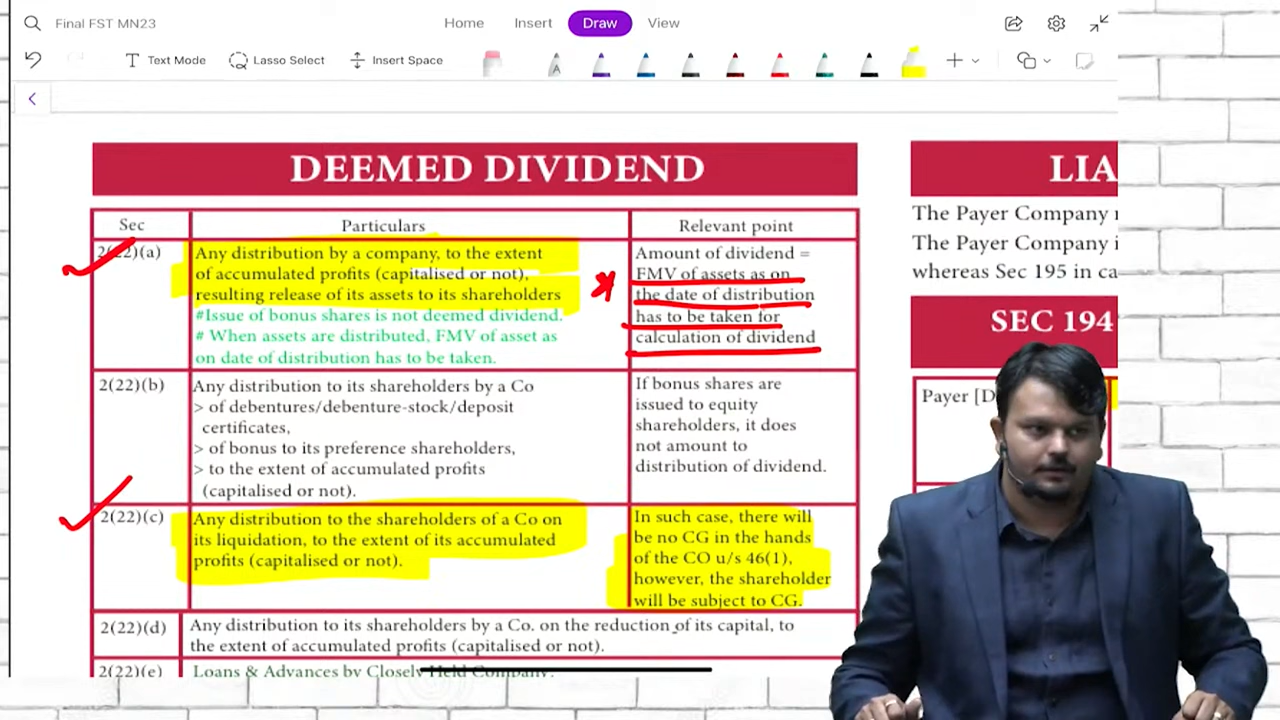 Final FST MN23
Home Insert Draw View
Text Mode Lasso Select Insert Space
DEEMED DIVIDEND
Sec Particulars Relevant point
2(22)(a)
Any distribution by a company, to the extent
of accumulated profits (capitalised or not),
resulting release of its assets to its shareholders
#Issue of bonus shares is not deemed dividend.
# When assets are distributed, FMV of asset as
on date of distribution has to be taken.
Amount of dividend =
FMV of assets as on
the date of distribution
has to be taken for
calculation of dividend
2(22)(b)
Any distribution to its shareholders by a Co
> of debentures/debenture-stock/deposit
certificates,
> of bonus to its preference shareholders,
> to the extent of accumulated profits
(capitalised or not).
If bonus shares are
issued to equity
shareholders, it does
not amount to
distribution of dividend.
2(22)(c)
Any distribution to the shareholders of a Co on
its liquidation, to the extent of its accumulated
profits (capitalised or not).
In such case, there will
be no CG in the hands
of the CO u/s 46(1),
however, the shareholder
will be subject to CG.
2(22)(d)
Any distribution to its shareholders by a Co. on the reduction of its capital, to
the extent of accumulated profits (capitalised or not).
2(22)(e)
Loans & Advances by Closely Held Company:
LIA
The Payer Company
The Payer Company i
whereas Sec 195 in ca
SEC 194
Payer [D